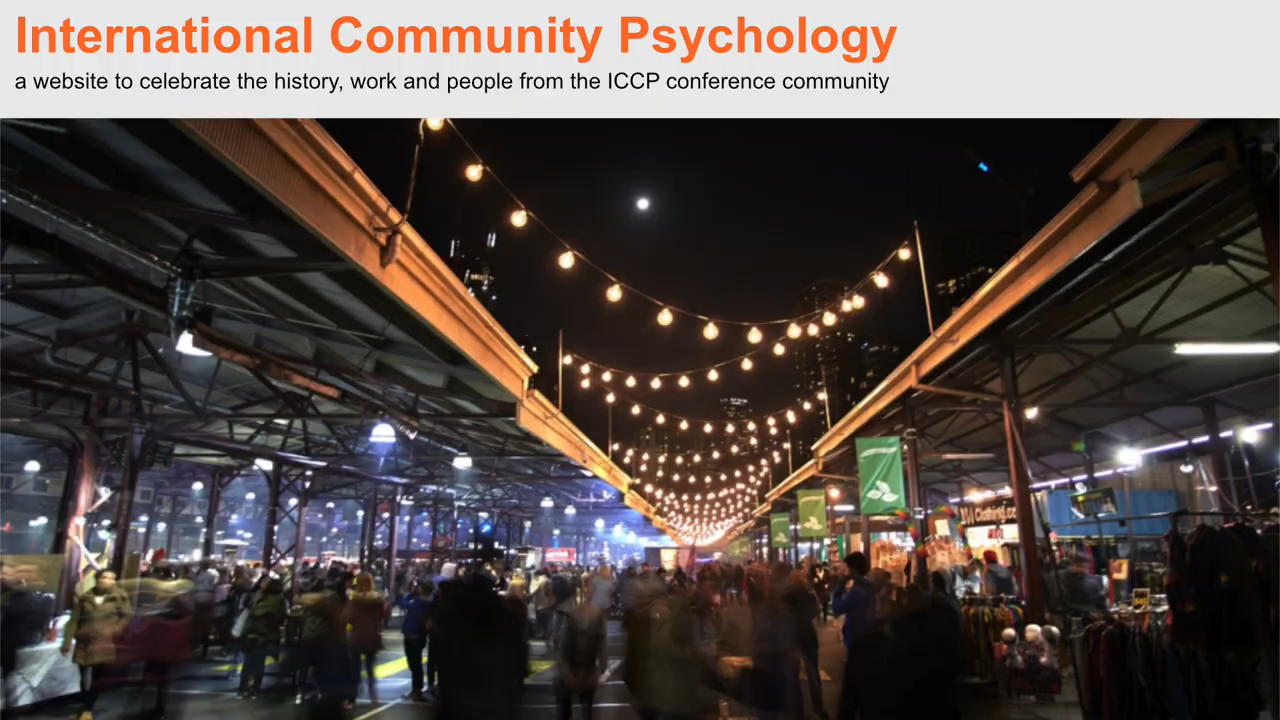 International Community Psychology
a website to celebrate the history, work and people from the ICCP conference community